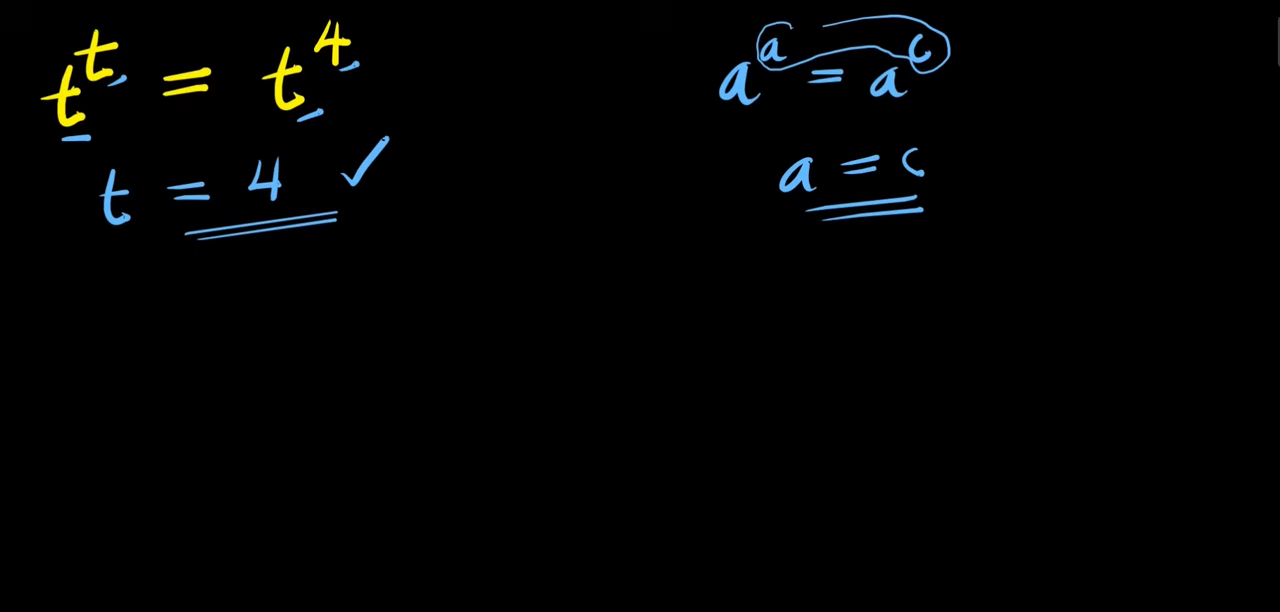 t^t = t^4
t = 4 ✓
a^a = a^c
a = c